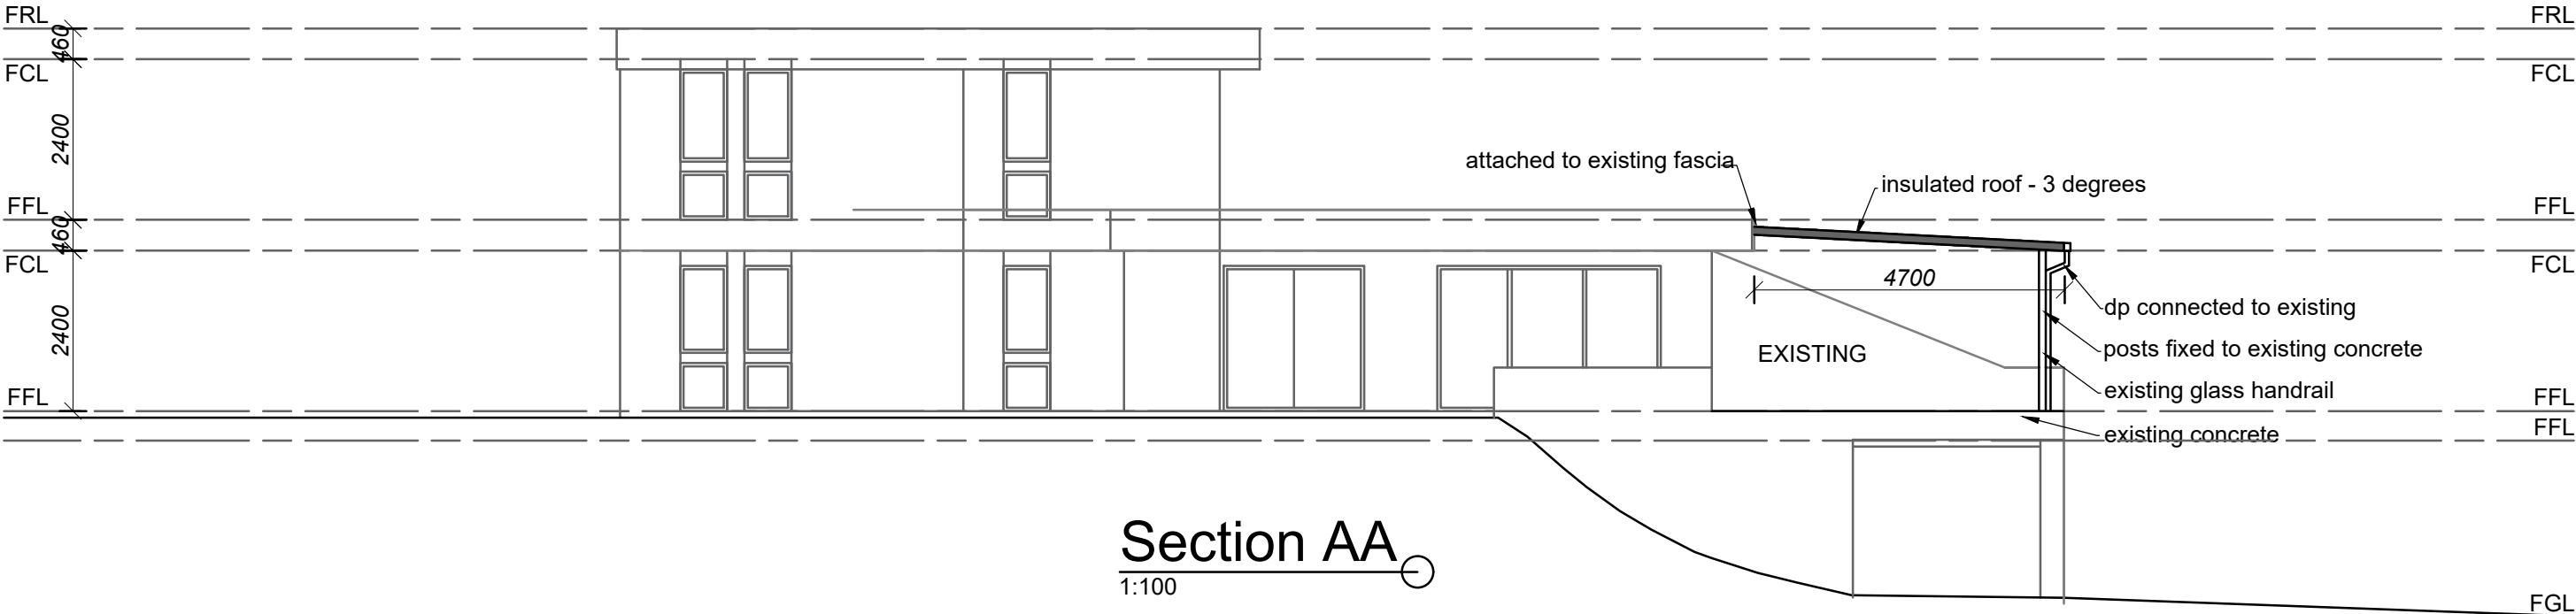 FRL
FRL
460
FCL
FCL
2400
attached to existing fascia
insulated roof - 3 degrees
FFL
FFL
460
FCL
FCL
4700
dp connected to existing
2400
posts fixed to existing concrete
EXISTING
existing glass handrail
FFL
FFL
existing concrete
FFL
Section AA
1:100
FGL